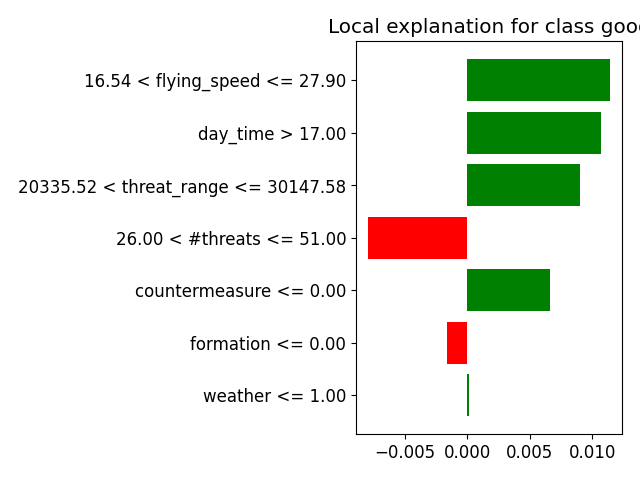 Local explanation for class goo
16.54 < flying_speed <= 27.90
day_time > 17.00
20335.52 < threat_range <= 30147.58
26.00 < #threats <= 51.00
countermeasure <= 0.00
formation <= 0.00
weather <= 1.00
−0.005 0.000 0.005 0.010